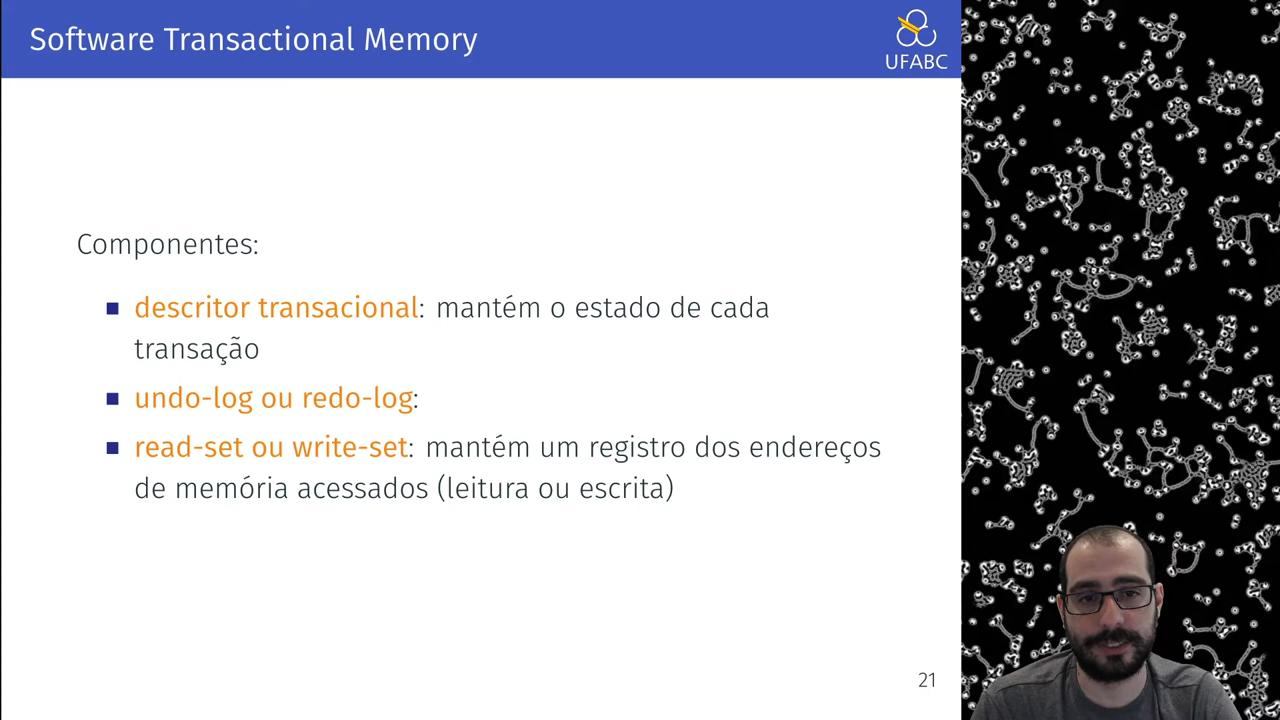 Software Transactional Memory
UFABC
Componentes:
descritor transacional: mantém o estado de cada
transação
undo-log ou redo-log:
read-set ou write-set: mantém um registro dos endereços
de memória acessados (leitura ou escrita)
21